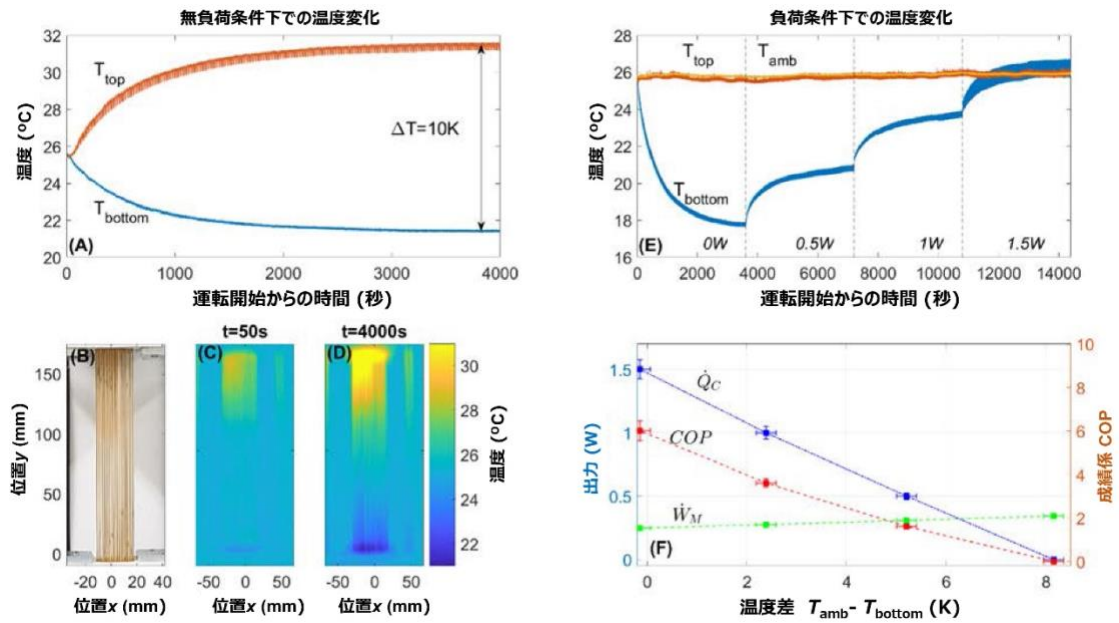 無負荷条件下での温度変化
32
30
28
26
24
22
20
温度 (ºC)
T_top
T_bottom
ΔT=10K
(A)
0
1000
2000
3000
4000
運転開始からの時間 (秒)
負荷条件下での温度変化
28
26
24
22
20
18
16
温度 (ºC)
T_top
T_amb
T_bottom
(E)
0W
0.5W
1W
1.5W
0
2000
4000
6000
8000
10000
12000
14000
運転開始からの時間 (秒)
(B)
150
100
50
0
位置y (mm)
-20
0
20
40
位置x (mm)
t=50s
(C)
-50
0
50
位置x (mm)
t=4000s
(D)
-50
0
50
位置x (mm)
30
28
26
24
22
温度 (ºC)
1.5
1
0.5
0
出力 (W)
Q̇_C
COP
Ẇ_M
(F)
10
8
6
4
2
0
成績係 COP
0
2
4
6
8
温度差 T_amb- T_bottom (K)